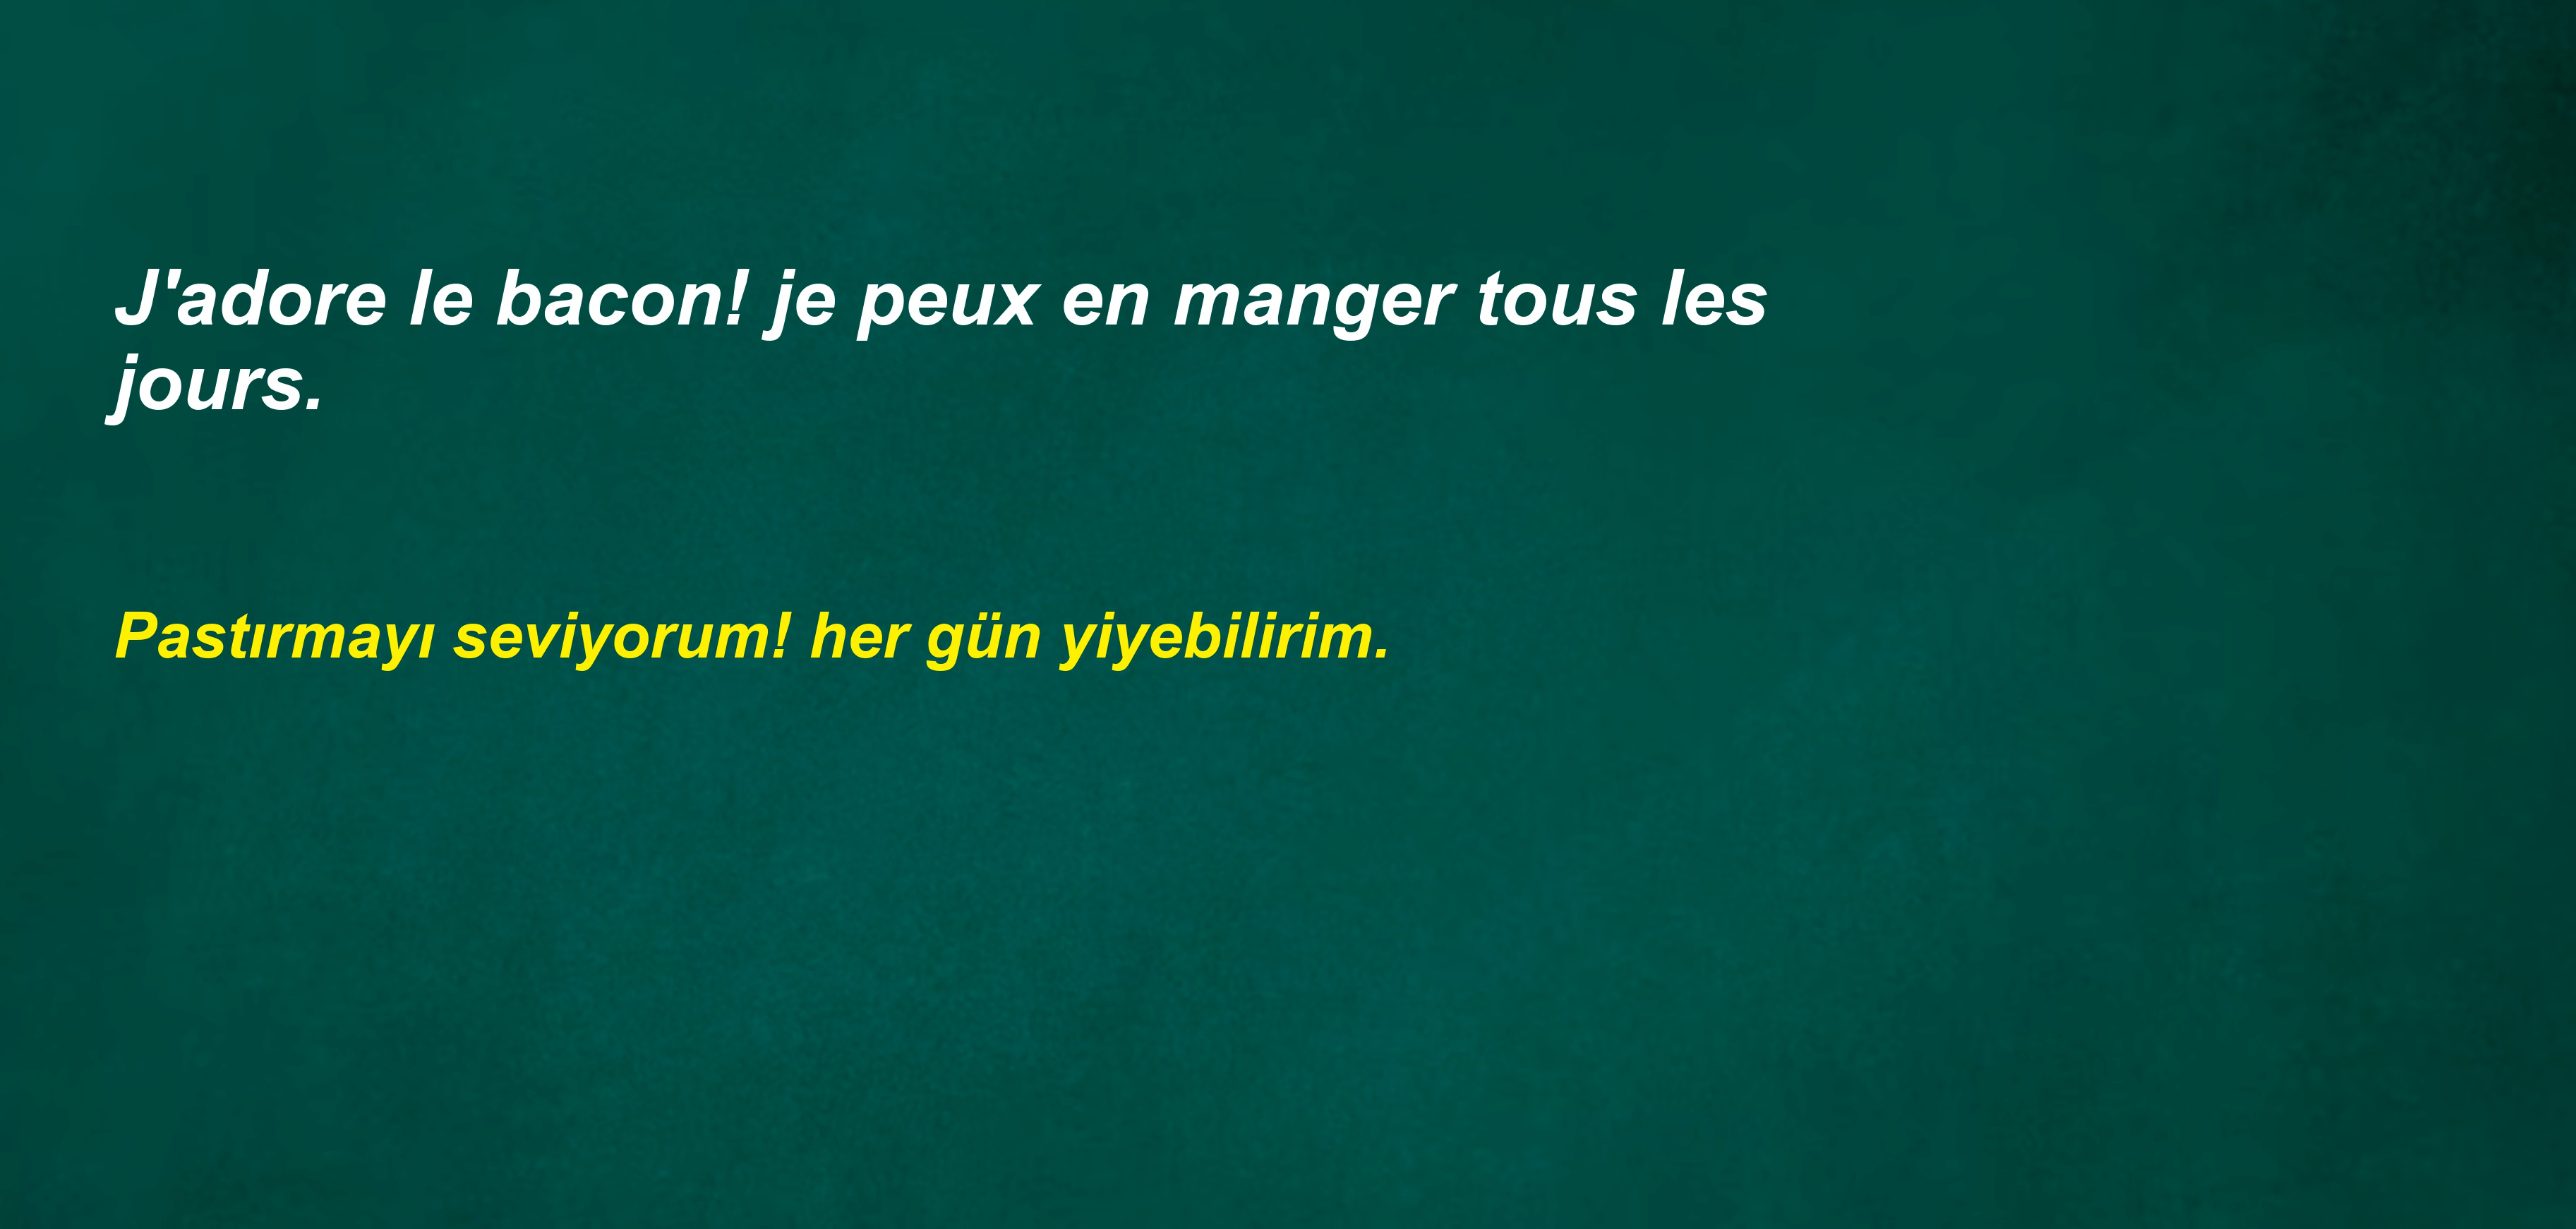 J'adore le bacon! je peux en manger tous les
jours.
Pastırmayı seviyorum! her gün yiyebilirim.